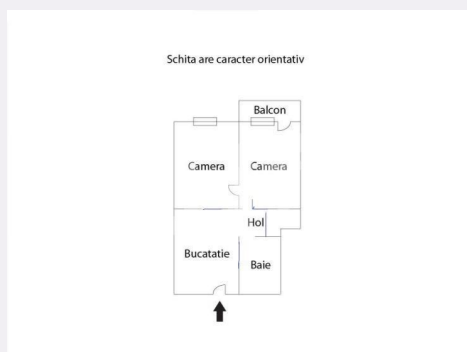 Schita are caracter orientativ
Balcon
Camera
Camera
Hol
Bucatatie
Baie